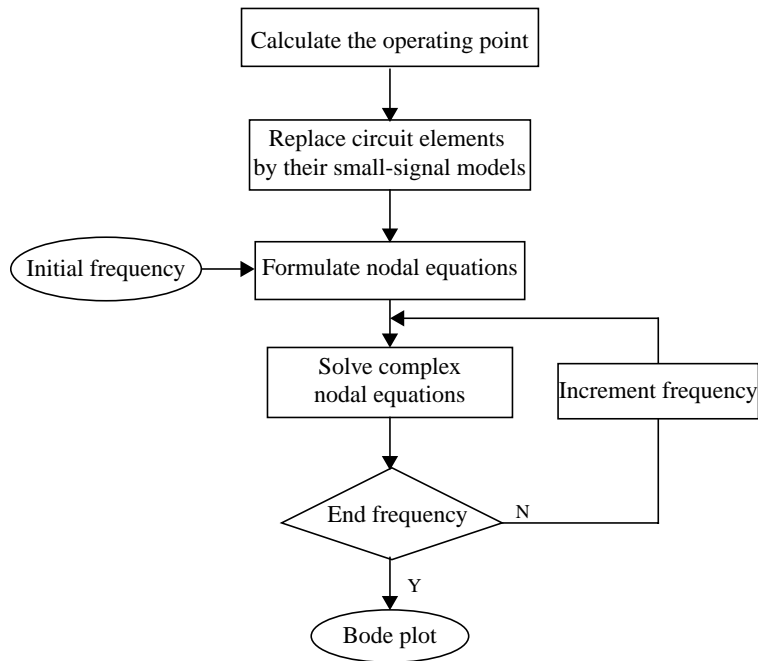 Calculate the operating point
Replace circuit elements
by their small-signal models
Initial frequency
Formulate nodal equations
Solve complex
nodal equations
Increment frequency
End frequency
N
Y
Bode plot